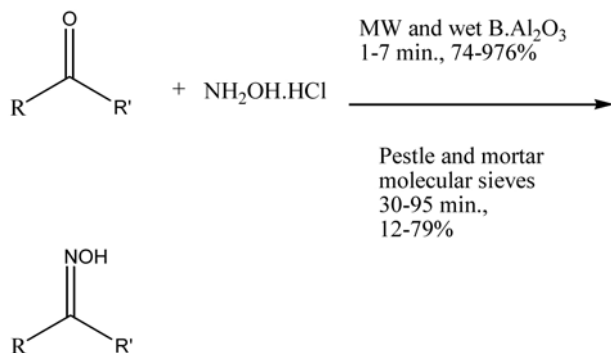 O
R R'
+ NH₂OH.HCl
MW and wet B.Al₂O₃
1-7 min., 74-976%
Pestle and mortar
molecular sieves
30-95 min.,
12-79%
NOH
R R'